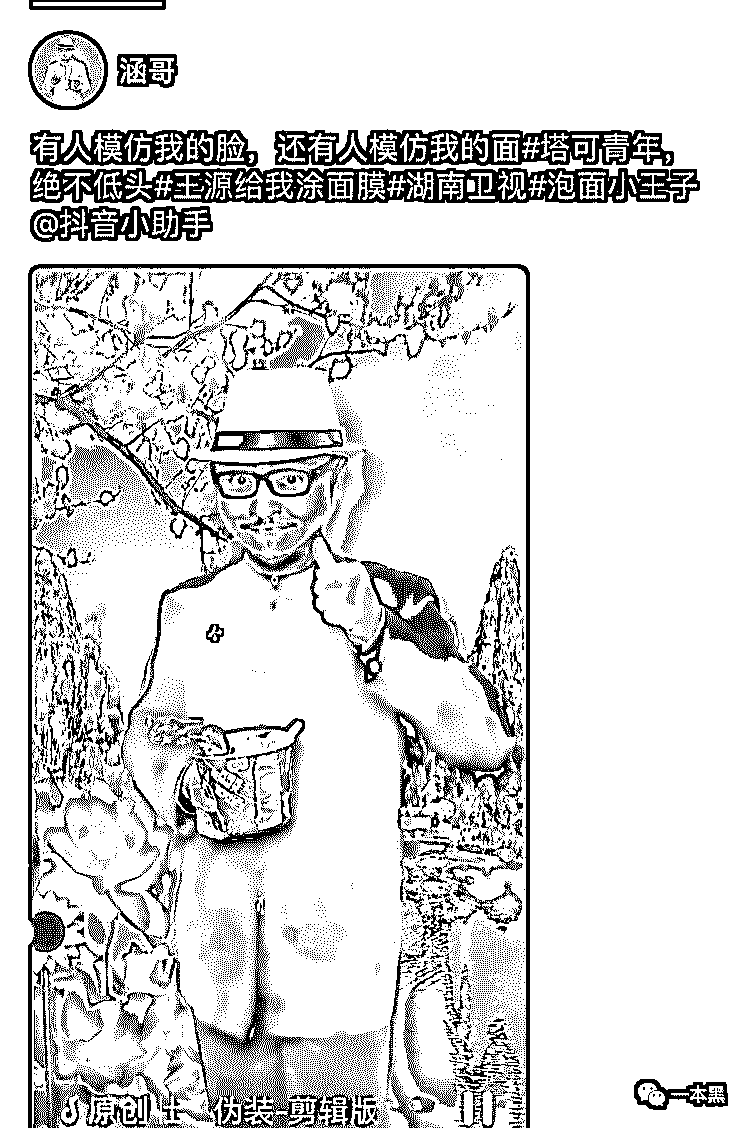 涵哥
有人模仿我的脸，还有人模仿我的面#塔可青年，
绝不低头#王源给我涂面膜#湖南卫视#泡面小王子
@抖音小助手
原创 士 伪装-剪辑版
一本黑